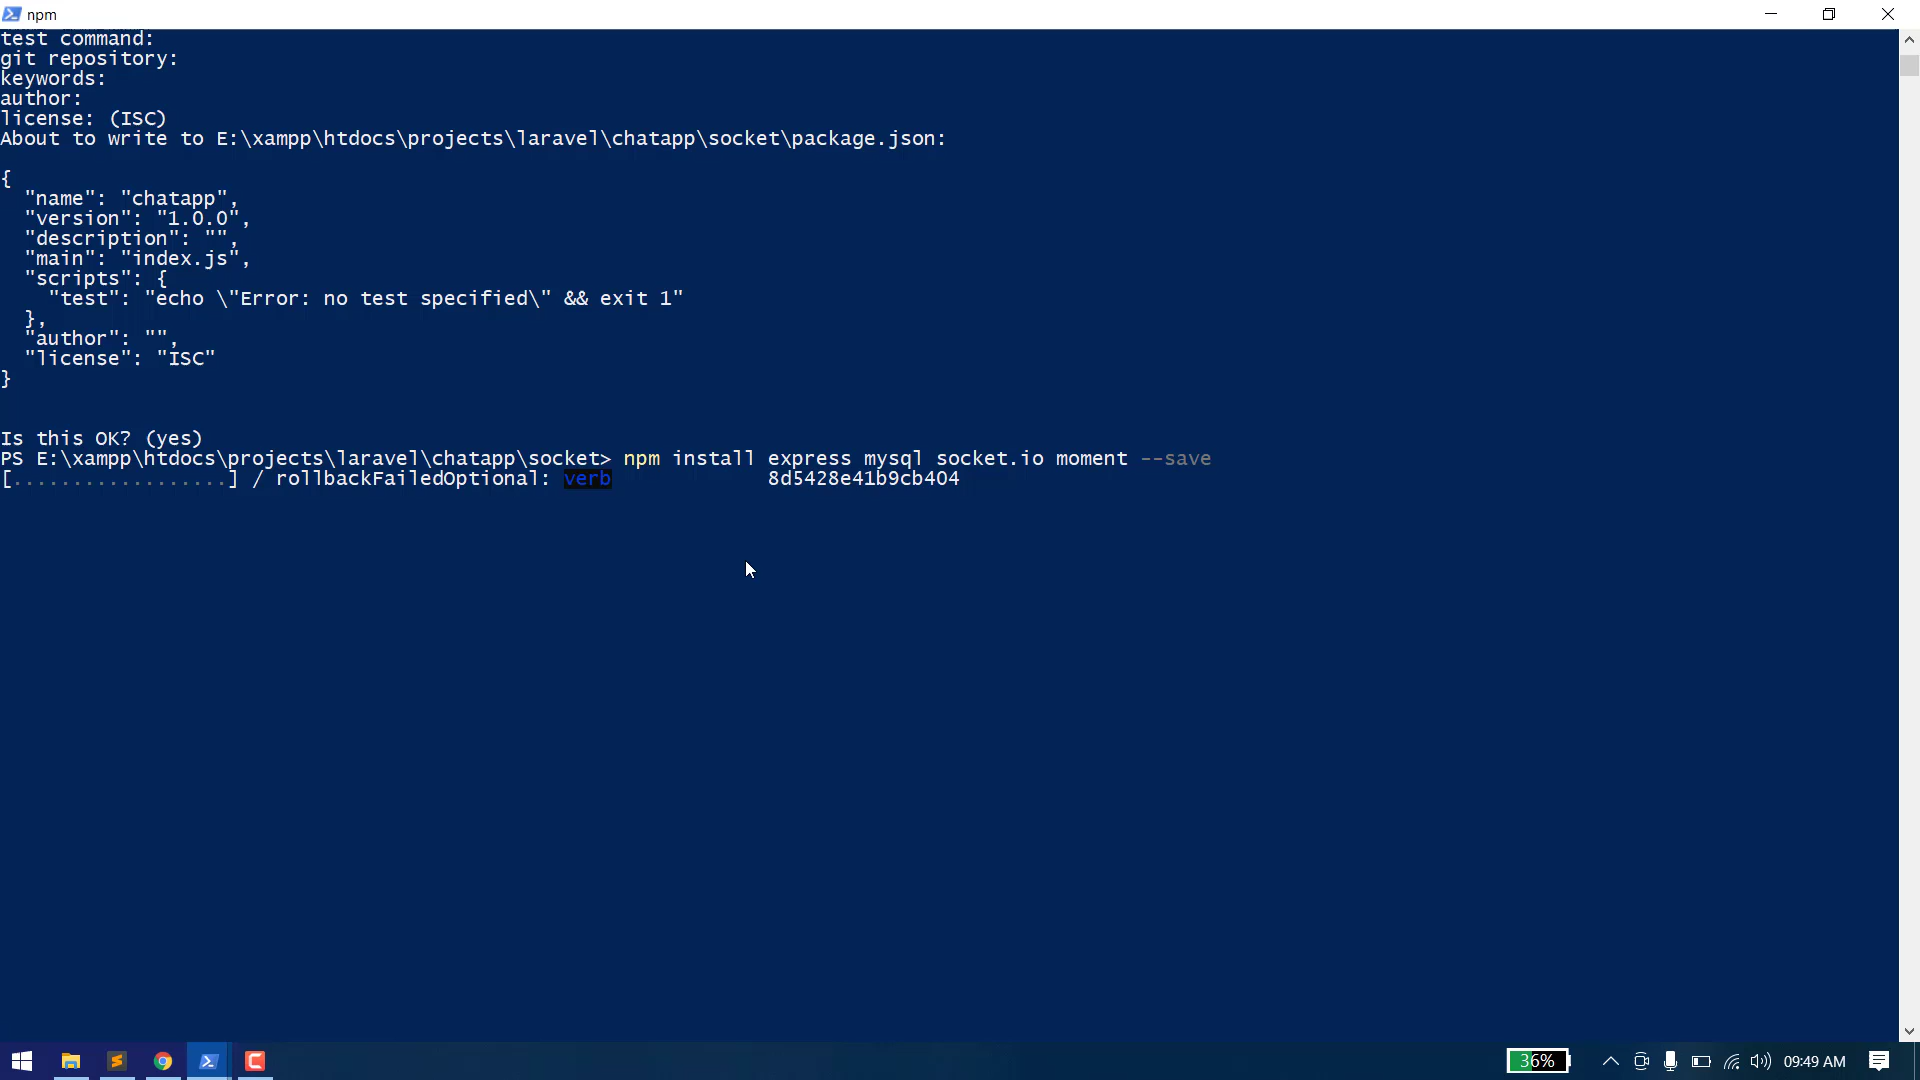 npm
test command:
git repository:
keywords:
author:
license: (ISC)
About to write to E:\xampp\htdocs\projects\laravel\chatapp\socket\package.json:
{
  "name": "chatapp",
  "version": "1.0.0",
  "description": "",
  "main": "index.js",
  "scripts": {
    "test": "echo \"Error: no test specified\" && exit 1"
  },
  "author": "",
  "license": "ISC"
}
Is this OK? (yes)
PS E:\xampp\htdocs\projects\laravel\chatapp\socket> npm install express mysql socket.io moment --save
[..................] / rollbackFailedOptional: verb             8d5428e41b9cb404
36%
09:49 AM